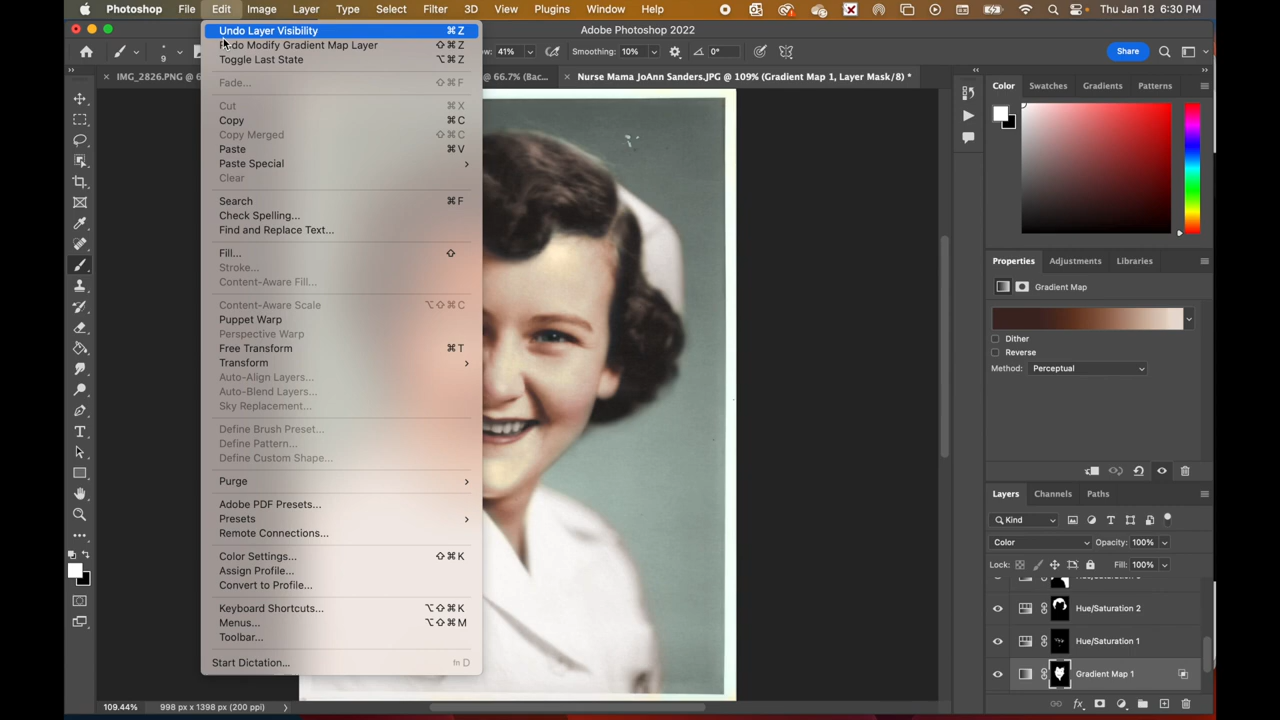 Photoshop File Edit Image Layer Type Select Filter 3D View Plugins Window Help Thu Jan 18 6:30 PM
Adobe Photoshop 2022
9 41% Smoothing: 10% 0° Share
IMG_2826.PNG @ 6 @ 66.7% (Bac... Nurse Mama JoAnn Sanders.JPG @ 109% (Gradient Map 1, Layer Mask/8) *
Undo Layer Visibility ⌘Z
Redo Modify Gradient Map Layer ⇧⌘Z
Toggle Last State ⌥⌘Z
Fade... ⇧⌘F
Cut ⌘X
Copy ⌘C
Copy Merged ⇧⌘C
Paste ⌘V
Paste Special
Clear
Search ⌘F
Check Spelling...
Find and Replace Text...
Fill... ⇧
Stroke...
Content-Aware Fill...
Content-Aware Scale ⌥⇧⌘C
Puppet Warp
Perspective Warp
Free Transform ⌘T
Transform
Auto-Align Layers...
Auto-Blend Layers...
Sky Replacement...
Define Brush Preset...
Define Pattern...
Define Custom Shape...
Purge
Adobe PDF Presets...
Presets
Remote Connections...
Color Settings... ⇧⌘K
Assign Profile...
Convert to Profile...
Keyboard Shortcuts... ⌥⇧⌘K
Menus... ⌥⇧⌘M
Toolbar...
Start Dictation... fn D
109.44% 998 px x 1398 px (200 ppi)
Color Swatches Gradients Patterns
Properties Adjustments Libraries
Gradient Map
Dither
Reverse
Method: Perceptual
Layers Channels Paths
Kind
Color Opacity: 100%
Lock: Fill: 100%
Hue/Saturation 2
Hue/Saturation 1
Gradient Map 1